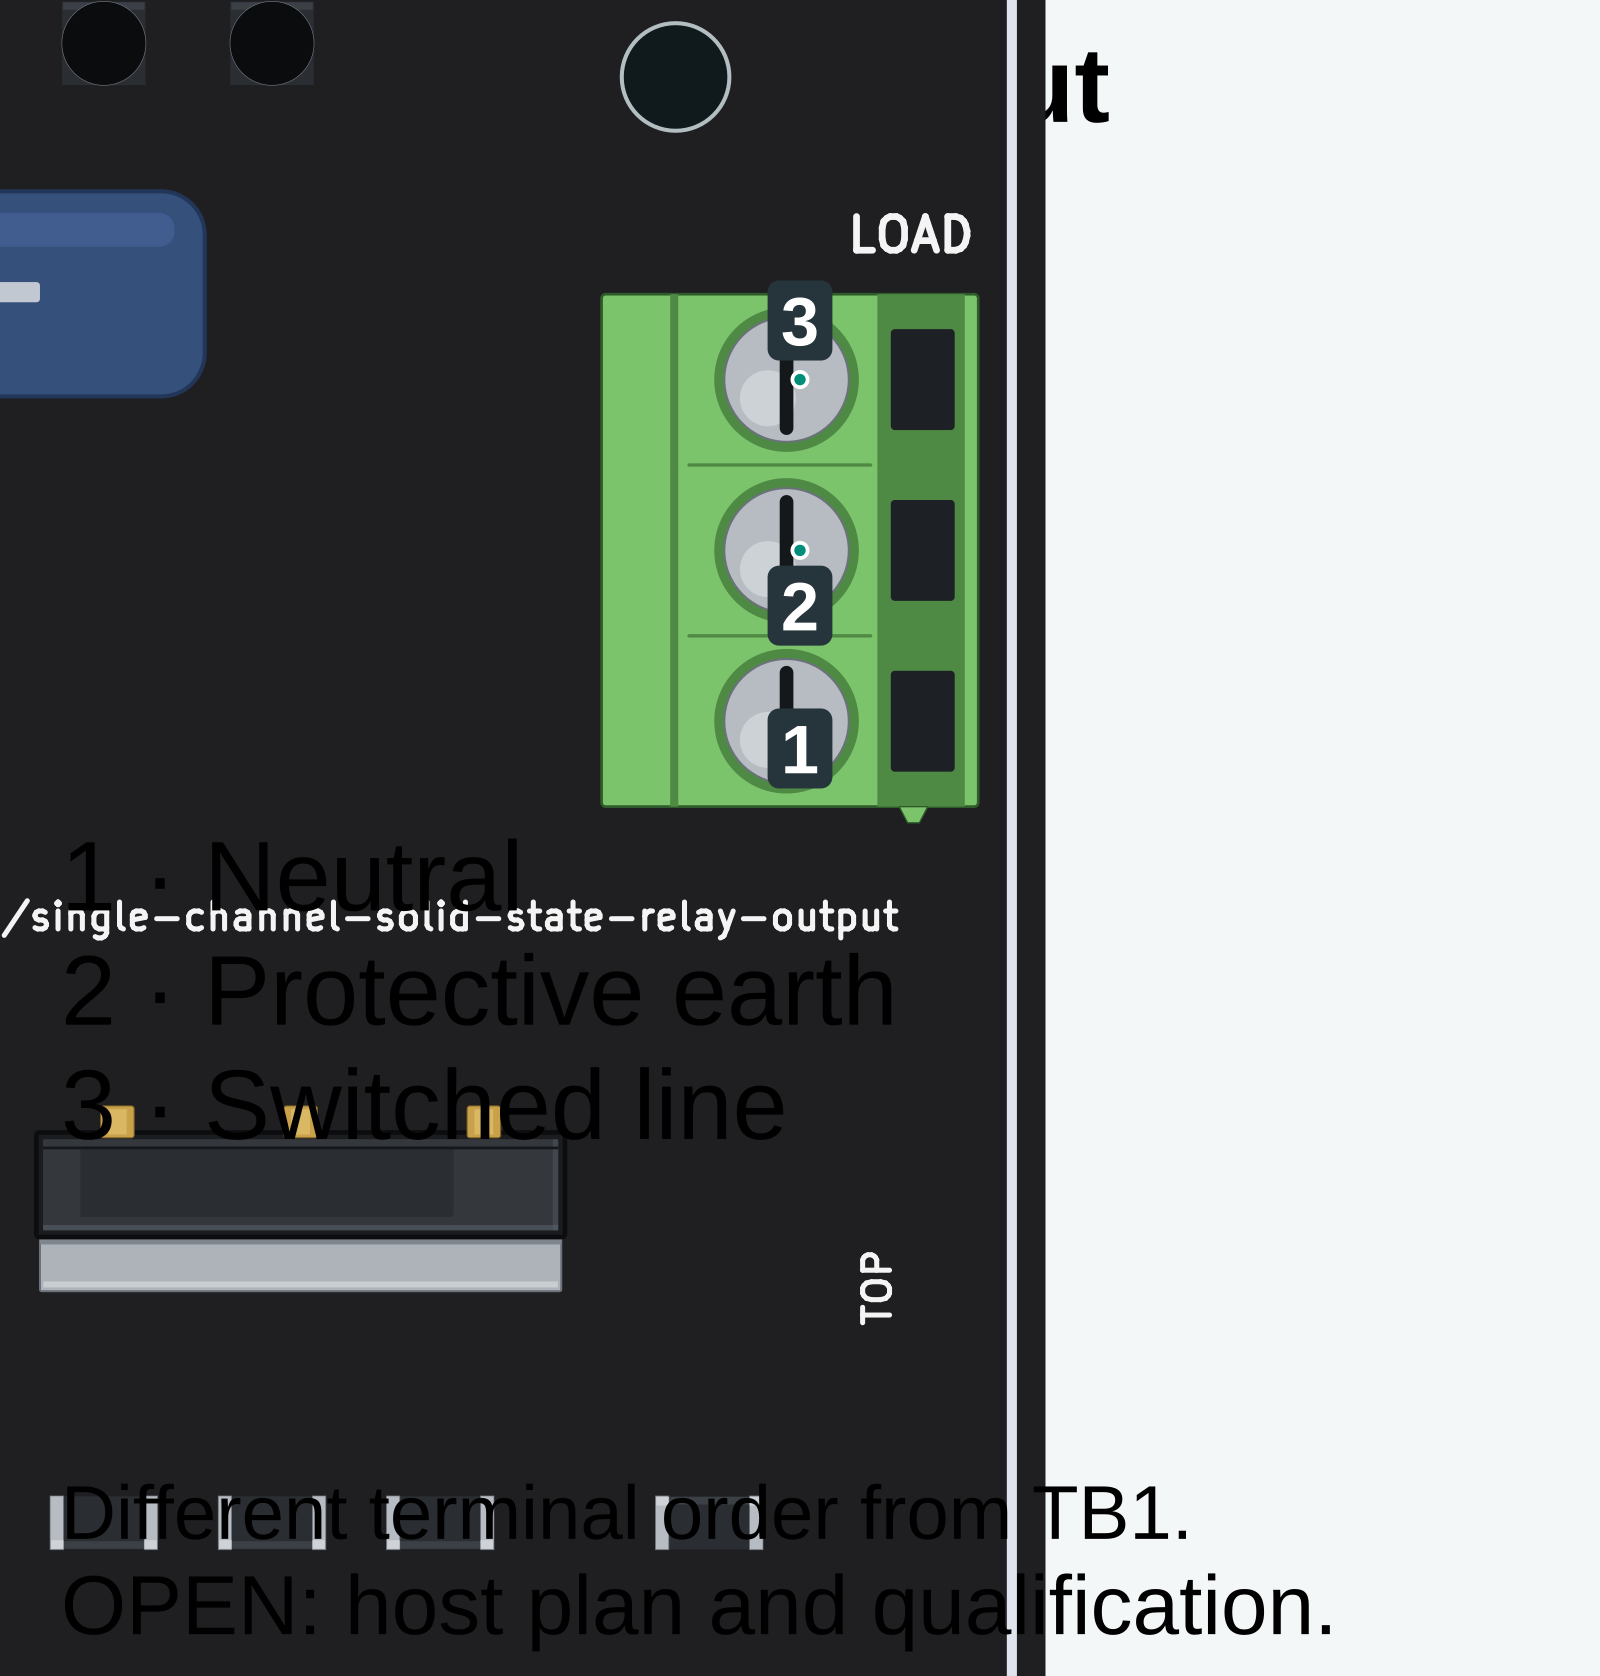 ut
LOAD
3
2
1
1 · Neutral
/single-channel-solid-state-relay-output
2 · Protective earth
3 · Switched line
TOP
Different terminal order from TB1.
OPEN: host plan and qualification.